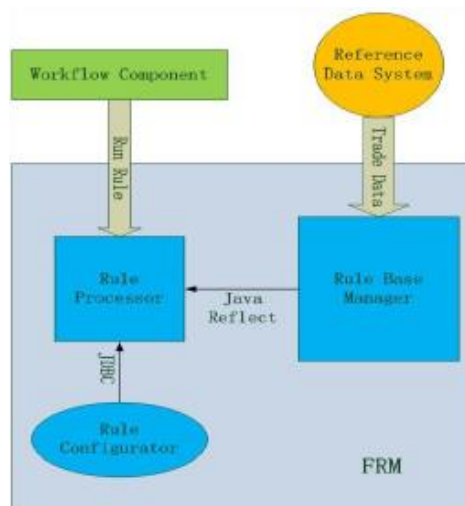 Reference
Data System
Workflow Component
Run Rule
Trade Data
Rule
Processor
Rule Base
Manager
Java
Reflect
JDBC
Rule
Configurator
FRM